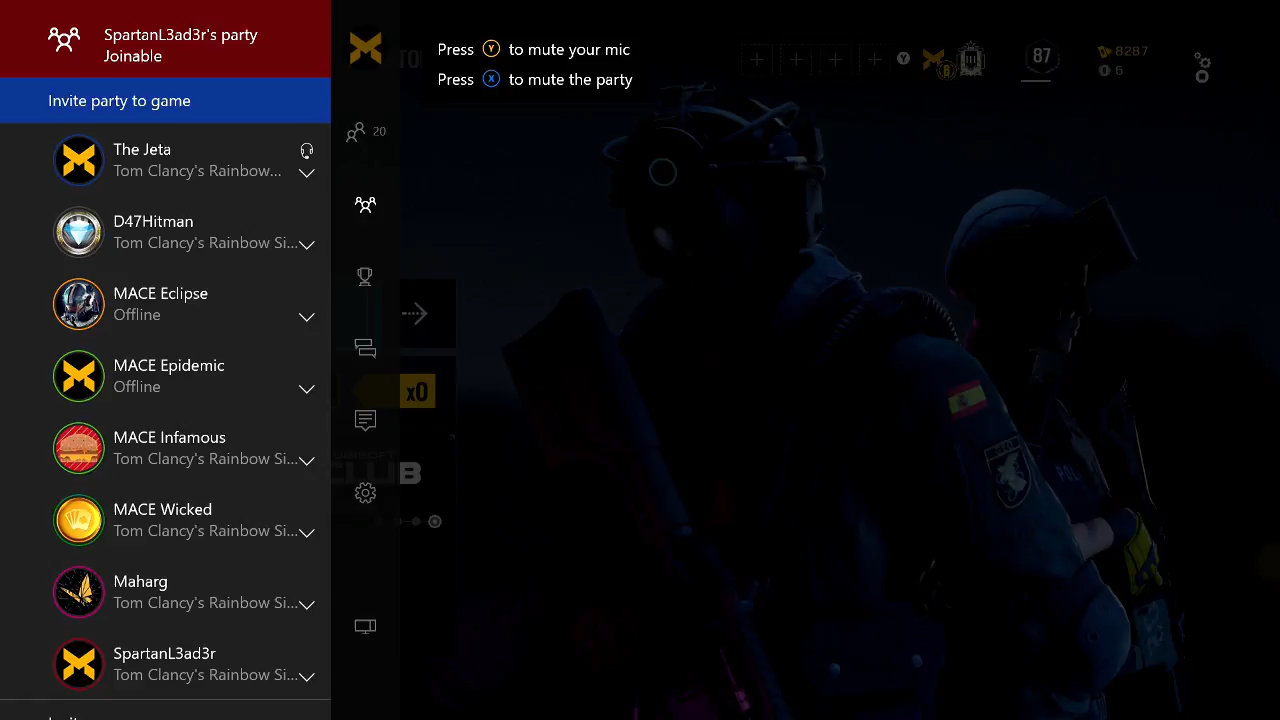 SpartanL3ad3r's party
Joinable
Invite party to game
The Jeta
Tom Clancy's Rainbow...
D47Hitman
Tom Clancy's Rainbow Si...
MACE Eclipse
Offline
MACE Epidemic
Offline
MACE Infamous
Tom Clancy's Rainbow Si...
MACE Wicked
Tom Clancy's Rainbow Si...
Maharg
Tom Clancy's Rainbow Si...
SpartanL3ad3r
Tom Clancy's Rainbow Si...
20
Press Y to mute your mic
Press X to mute the party
Y
87
8287
6
x0
CLUB